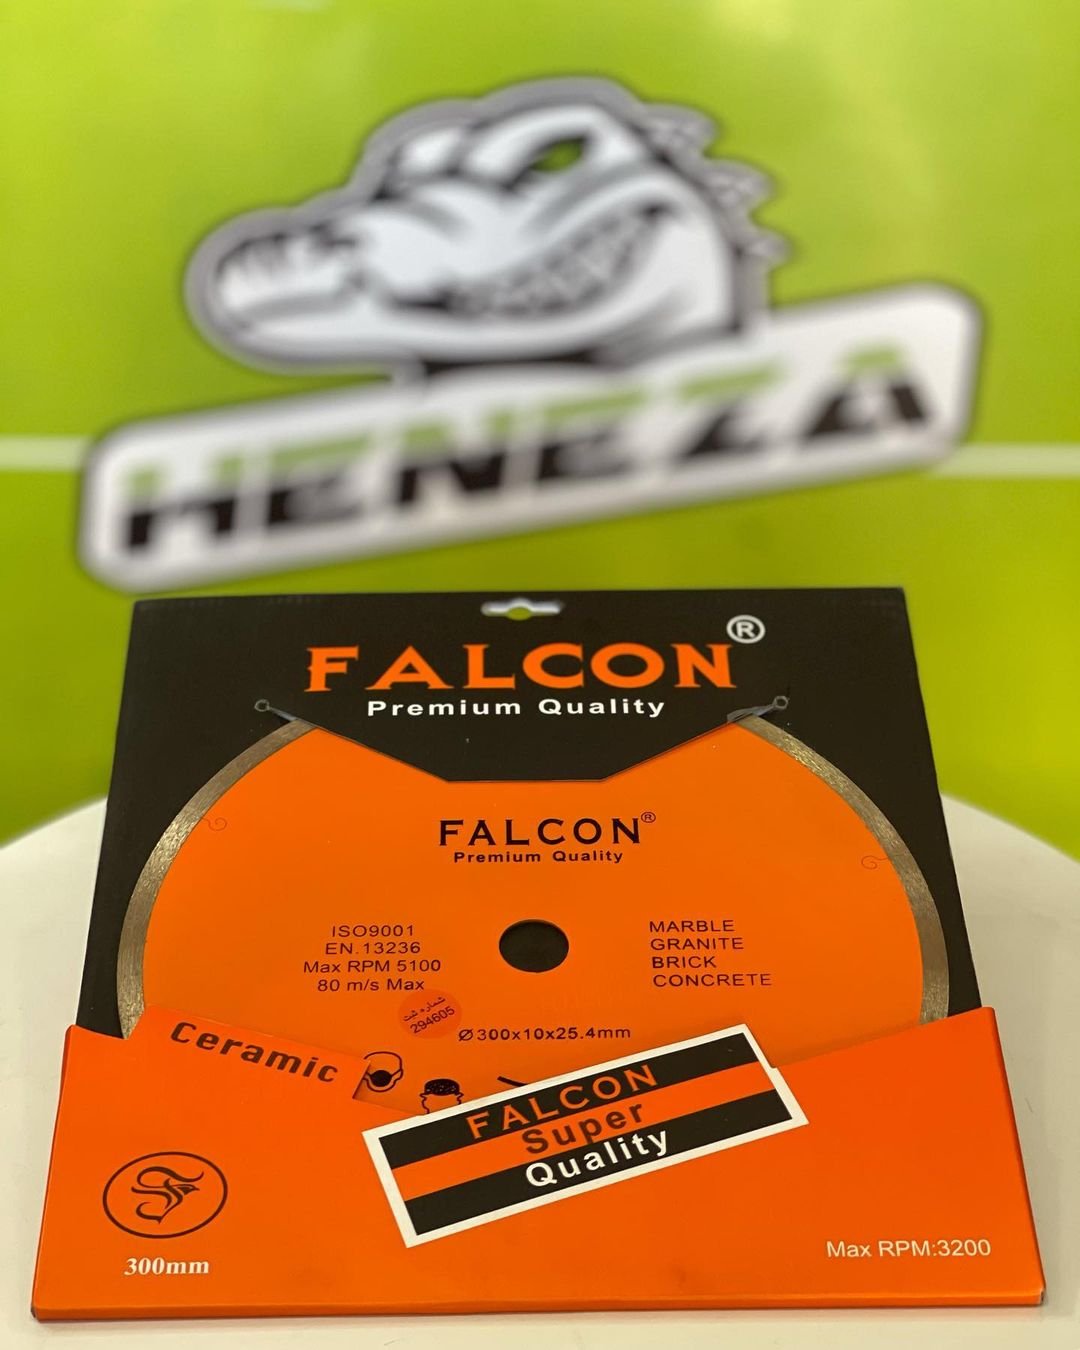 HENEZA
FALCON®
Premium Quality
FALCON®
Premium Quality
ISO9001
EN.13236
Max RPM 5100
80 m/s Max
MARBLE
GRANITE
BRICK
CONCRETE
شماره ثبت
294605
Ø300x10x25.4mm
Ceramic
FALCON
Super
Quality
300mm
Max RPM:3200